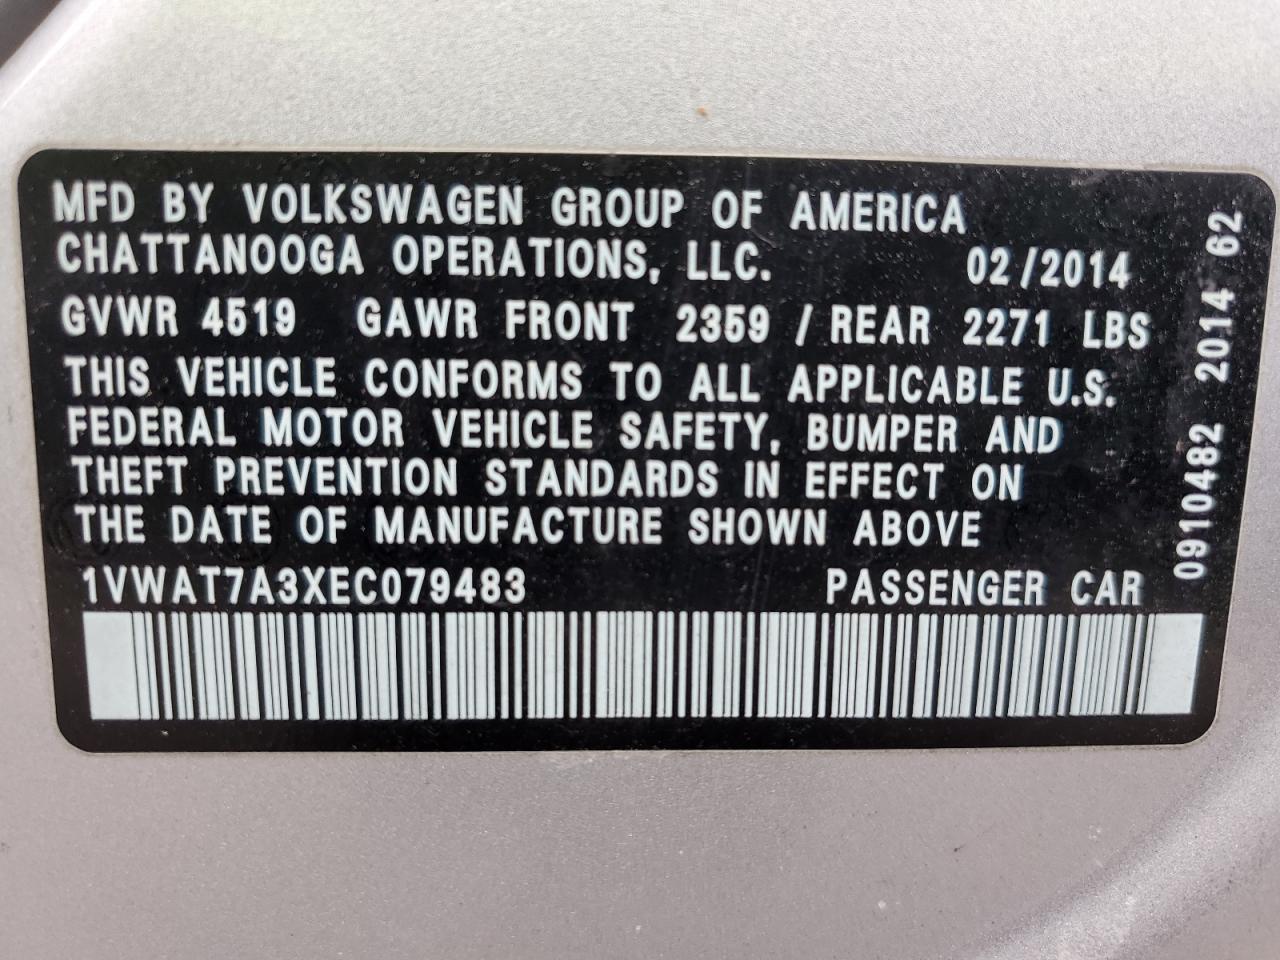 MFD BY VOLKSWAGEN GROUP OF AMERICA
CHATTANOOGA OPERATIONS, LLC. 02/2014
GVWR 4519 GAWR FRONT 2359 / REAR 2271 LBS
THIS VEHICLE CONFORMS TO ALL APPLICABLE U.S.
FEDERAL MOTOR VEHICLE SAFETY, BUMPER AND
THEFT PREVENTION STANDARDS IN EFFECT ON
THE DATE OF MANUFACTURE SHOWN ABOVE
1VWAT7A3XEC079483 PASSENGER CAR
0910482 2014 62